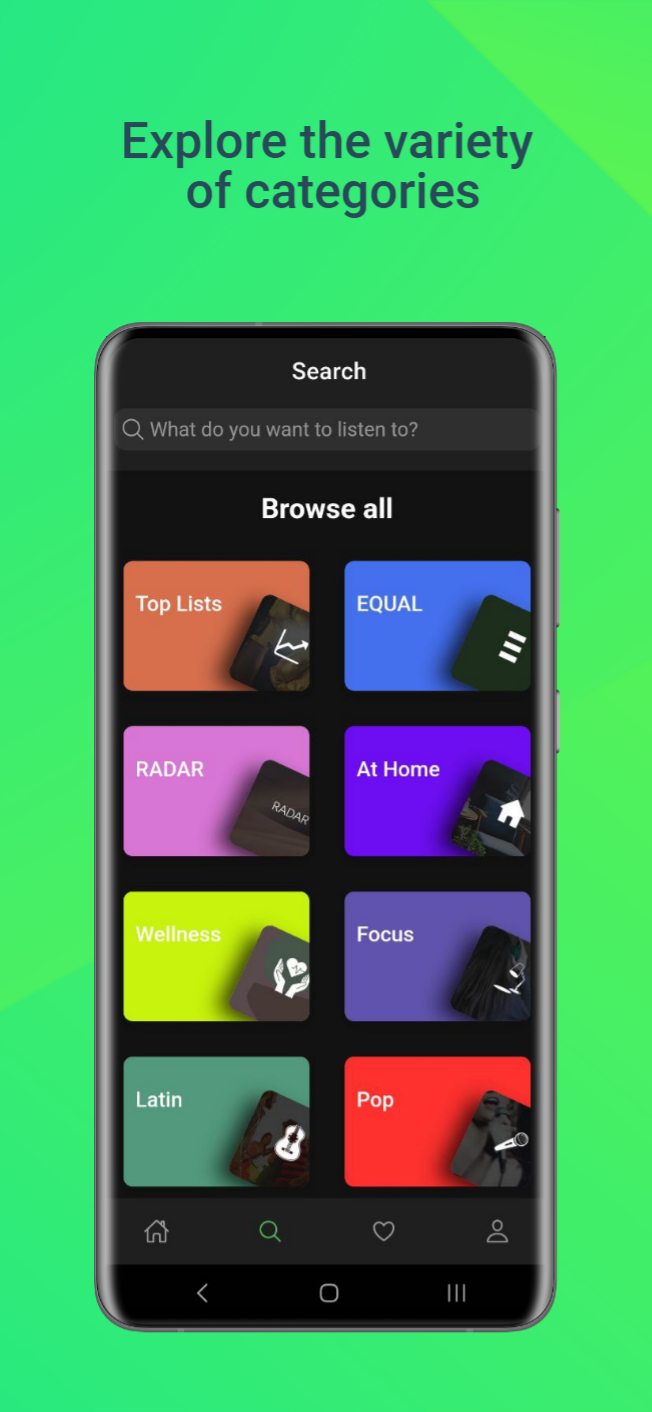 Explore the variety
of categories
Search
What do you want to listen to?
Browse all
Top Lists
EQUAL
RADAR
RADAR
At Home
Wellness
Focus
Latin
Pop